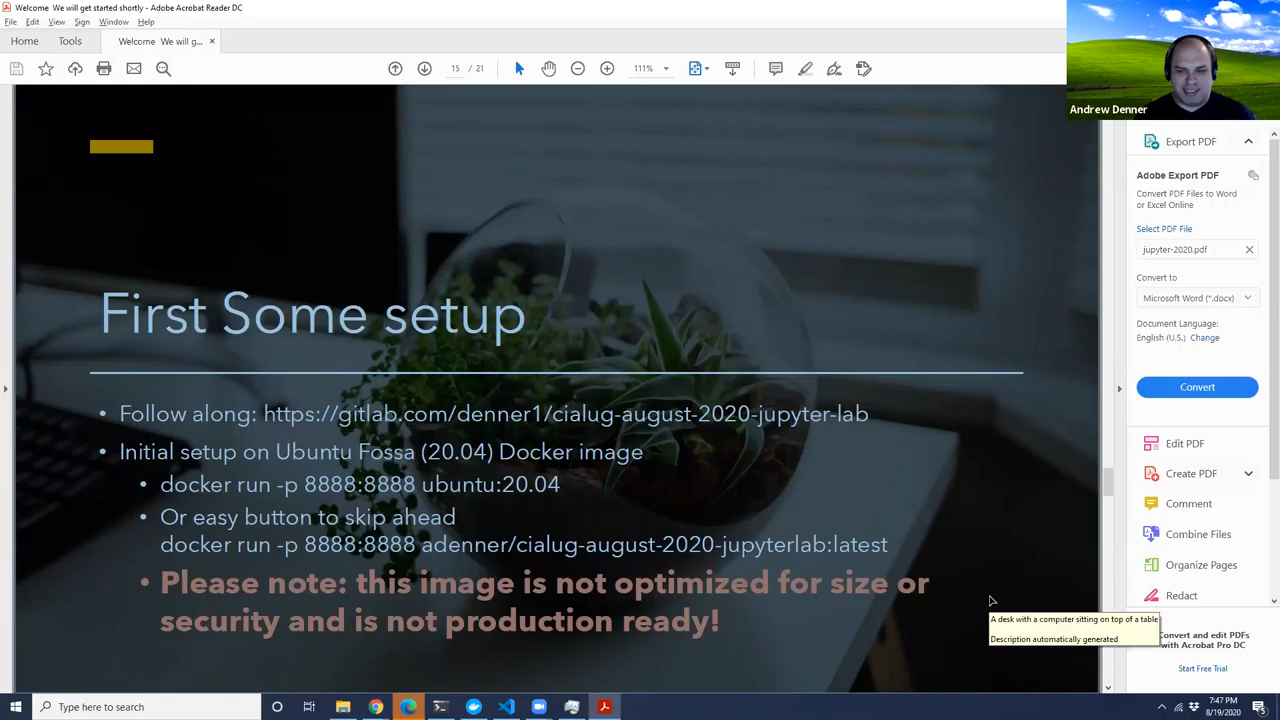 Welcome  We will get started shortly - Adobe Acrobat Reader DC
File Edit View Sign Window Help
Home Tools Welcome We will g... ×
15 / 21 111%
Andrew Denner
First Some setup
• Follow along: https://gitlab.com/denner1/cialug-august-2020-jupyter-lab
• Initial setup on Ubuntu Fossa (20.04) Docker image
• docker run -p 8888:8888 ubuntu:20.04
• Or easy button to skip ahead
docker run -p 8888:8888 adenner/cialug-august-2020-jupyterlab:latest
• Please note: this image is not optimized for size or
security and is not production ready!
A desk with a computer sitting on top of a table
Description automatically generated
Export PDF
Adobe Export PDF
Convert PDF Files to Word
or Excel Online
Select PDF File
jupyter-2020.pdf
Convert to
Microsoft Word (*.docx)
Document Language:
English (U.S.) Change
Convert
Edit PDF
Create PDF
Comment
Combine Files
Organize Pages
Redact
Convert and edit PDFs
with Acrobat Pro DC
Start Free Trial
Type here to search
7:47 PM
8/19/2020
5